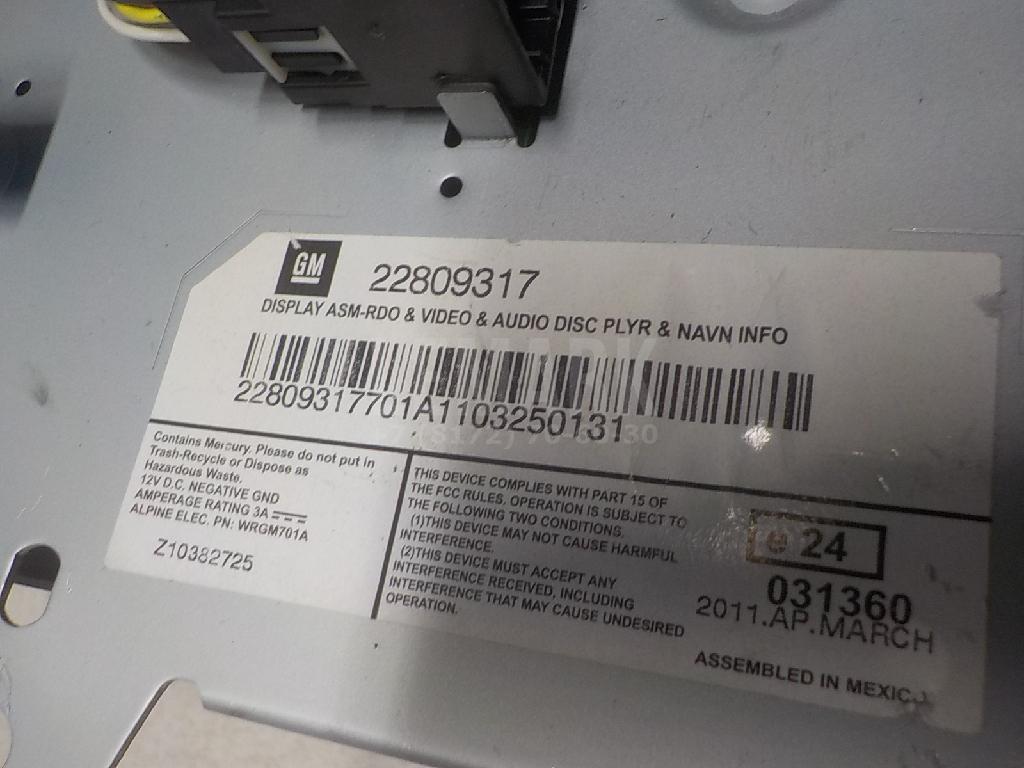 GM
22809317
DISPLAY ASM-RDO & VIDEO & AUDIO DISC PLYR & NAVN INFO
22809317701A1103250131
Contains Mercury. Please do not put in
Trash-Recycle or Dispose as
Hazardous Waste.
12V D.C. NEGATIVE GND
AMPERAGE RATING 3A
ALPINE ELEC. PN: WRGM701A
Z10382725
THIS DEVICE COMPLIES WITH PART 15 OF
THE FCC RULES. OPERATION IS SUBJECT TO
THE FOLLOWING TWO CONDITIONS.
(1)THIS DEVICE MAY NOT CAUSE HARMFUL
INTERFERENCE.
(2)THIS DEVICE MUST ACCEPT ANY
INTERFERENCE RECEIVED, INCLUDING
INTERFERENCE THAT MAY CAUSE UNDESIRED
OPERATION.
e 24
031360
2011.AP.MARCH
ASSEMBLED IN MEXICO